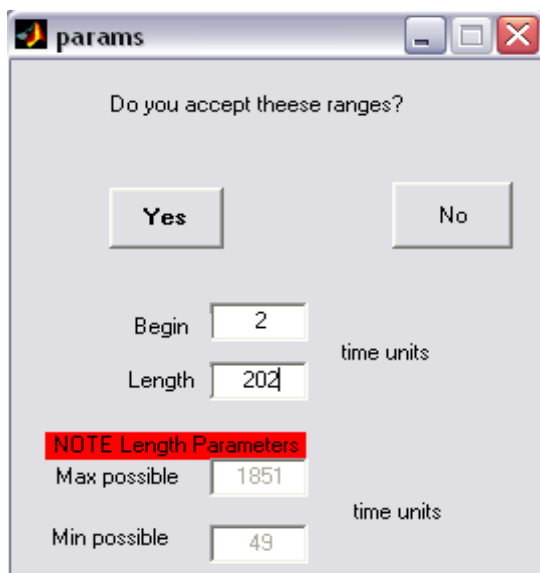 params
Do you accept theese ranges?
Yes No
Begin 2
time units
Length 202
NOTE Length Parameters
Max possible 1851
time units
Min possible 49